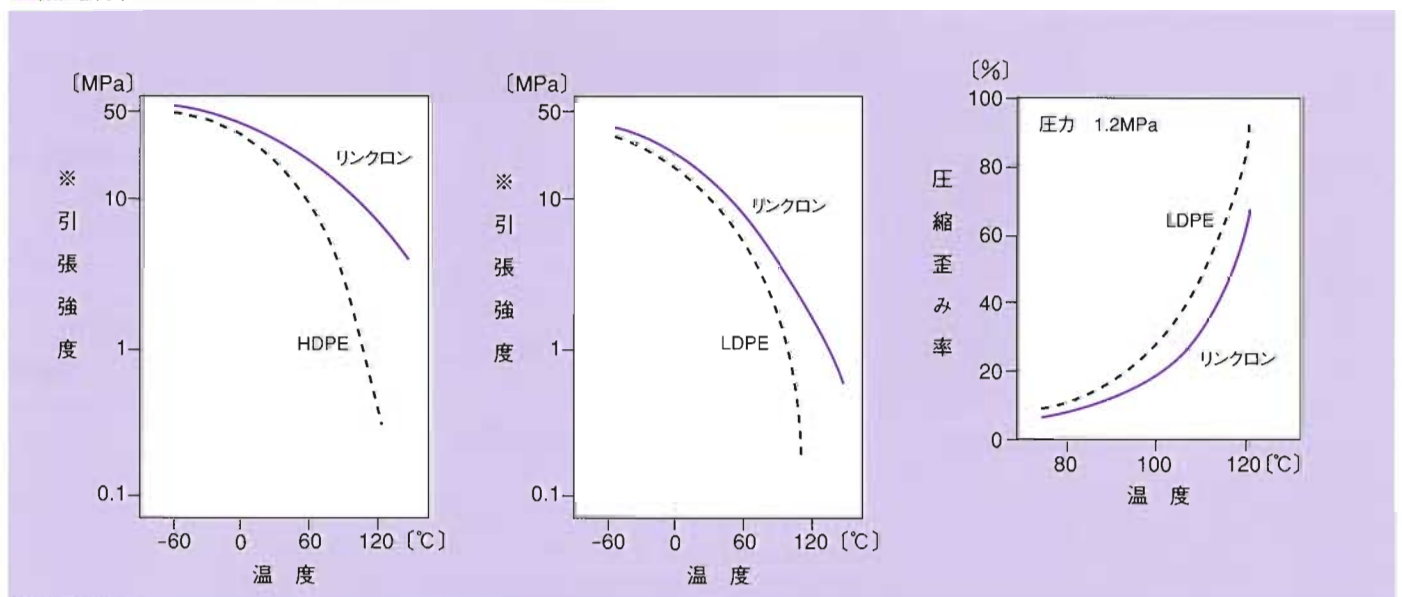 〔MPa〕
50
10
1
0.1
※引張強度
リンクロン
HDPE
-60 0 60 120〔℃〕
温 度
〔MPa〕
50
10
1
0.1
※引張強度
リンクロン
LDPE
-60 0 60 120〔℃〕
温 度
〔%〕
100
80
60
40
20
0
圧縮歪み率
圧力 1.2MPa
LDPE
リンクロン
80 100 120〔℃〕
温 度